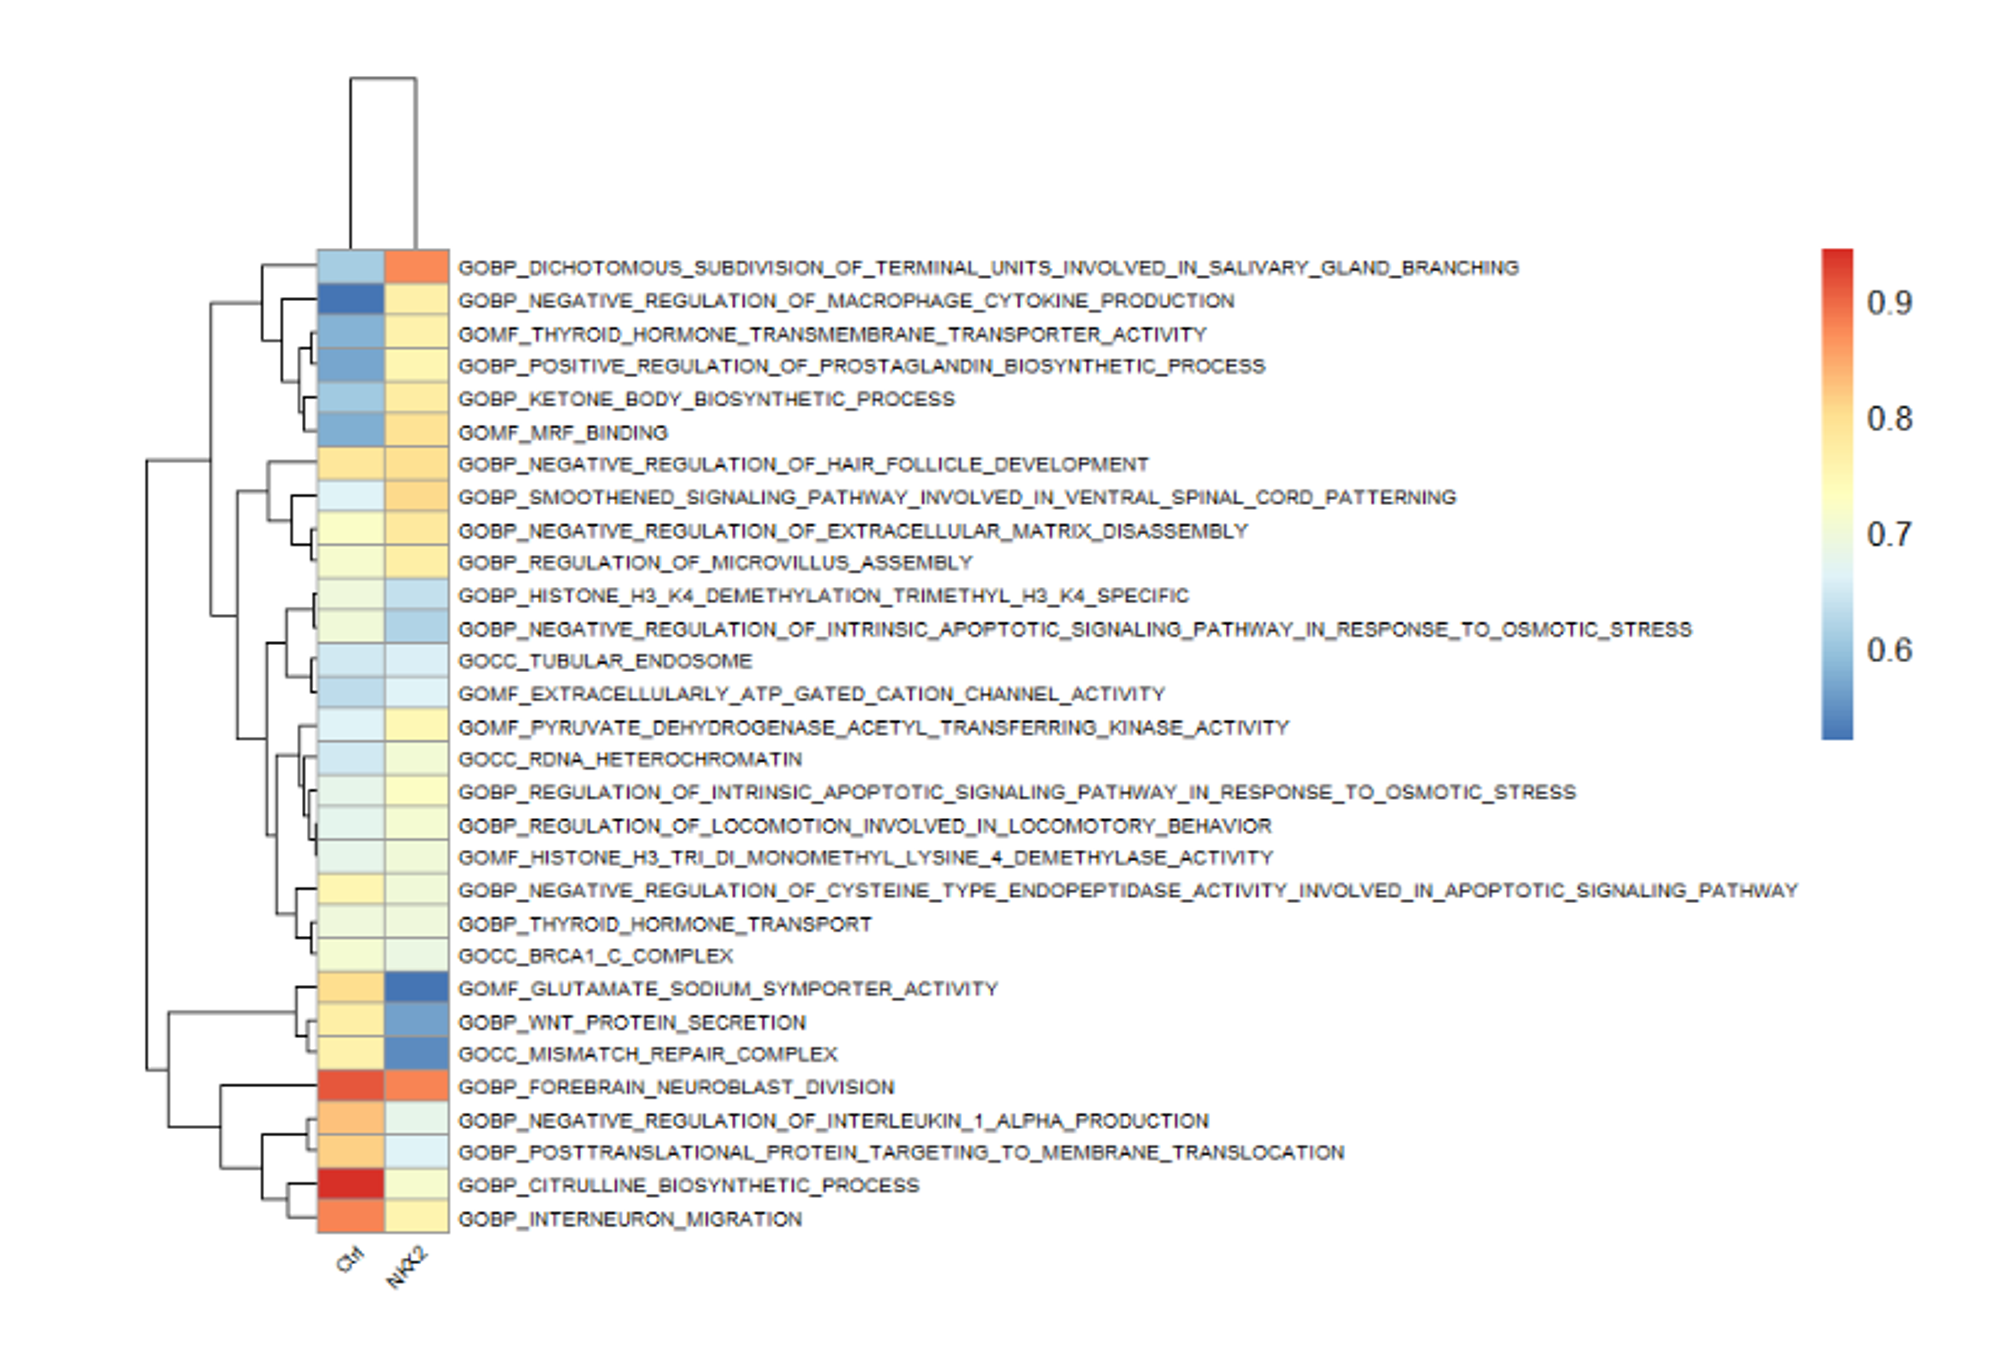 GOBP_DICHOTOMOUS_SUBDIVISION_OF_TERMINAL_UNITS_INVOLVED_IN_SALIVARY_GLAND_BRANCHING
GOBP_NEGATIVE_REGULATION_OF_MACROPHAGE_CYTOKINE_PRODUCTION
GOMF_THYROID_HORMONE_TRANSMEMBRANE_TRANSPORTER_ACTIVITY
GOBP_POSITIVE_REGULATION_OF_PROSTAGLANDIN_BIOSYNTHETIC_PROCESS
GOBP_KETONE_BODY_BIOSYNTHETIC_PROCESS
GOMF_MRF_BINDING
GOBP_NEGATIVE_REGULATION_OF_HAIR_FOLLICLE_DEVELOPMENT
GOBP_SMOOTHENED_SIGNALING_PATHWAY_INVOLVED_IN_VENTRAL_SPINAL_CORD_PATTERNING
GOBP_NEGATIVE_REGULATION_OF_EXTRACELLULAR_MATRIX_DISASSEMBLY
GOBP_REGULATION_OF_MICROVILLUS_ASSEMBLY
GOBP_HISTONE_H3_K4_DEMETHYLATION_TRIMETHYL_H3_K4_SPECIFIC
GOBP_NEGATIVE_REGULATION_OF_INTRINSIC_APOPTOTIC_SIGNALING_PATHWAY_IN_RESPONSE_TO_OSMOTIC_STRESS
GOCC_TUBULAR_ENDOSOME
GOMF_EXTRACELLULARLY_ATP_GATED_CATION_CHANNEL_ACTIVITY
GOMF_PYRUVATE_DEHYDROGENASE_ACETYL_TRANSFERRING_KINASE_ACTIVITY
GOCC_RDNA_HETEROCHROMATIN
GOBP_REGULATION_OF_INTRINSIC_APOPTOTIC_SIGNALING_PATHWAY_IN_RESPONSE_TO_OSMOTIC_STRESS
GOBP_REGULATION_OF_LOCOMOTION_INVOLVED_IN_LOCOMOTORY_BEHAVIOR
GOMF_HISTONE_H3_TRI_DI_MONOMETHYL_LYSINE_4_DEMETHYLASE_ACTIVITY
GOBP_NEGATIVE_REGULATION_OF_CYSTEINE_TYPE_ENDOPEPTIDASE_ACTIVITY_INVOLVED_IN_APOPTOTIC_SIGNALING_PATHWAY
GOBP_THYROID_HORMONE_TRANSPORT
GOCC_BRCA1_C_COMPLEX
GOMF_GLUTAMATE_SODIUM_SYMPORTER_ACTIVITY
GOBP_WNT_PROTEIN_SECRETION
GOCC_MISMATCH_REPAIR_COMPLEX
GOBP_FOREBRAIN_NEUROBLAST_DIVISION
GOBP_NEGATIVE_REGULATION_OF_INTERLEUKIN_1_ALPHA_PRODUCTION
GOBP_POSTTRANSLATIONAL_PROTEIN_TARGETING_TO_MEMBRANE_TRANSLOCATION
GOBP_CITRULLINE_BIOSYNTHETIC_PROCESS
GOBP_INTERNEURON_MIGRATION
Ctrl
NKX2
0.9
0.8
0.7
0.6